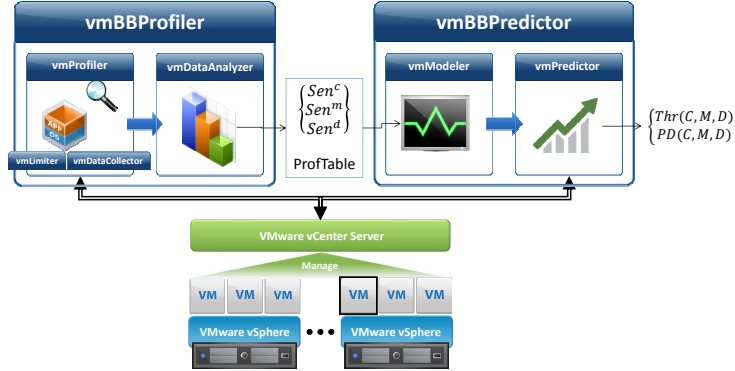 vmBBProfiler
vmBBPredictor
vmProfiler
vmDataAnalyzer
vmModeler
vmPredictor
APP
OS
vmLimiter
vmDataCollector
Sen^c
Sen^m
Sen^d
ProfTable
Thr(C, M, D)
PD(C, M, D)
VMware vCenter Server
Manage
VM VM VM VM VM VM
VMware vSphere VMware vSphere